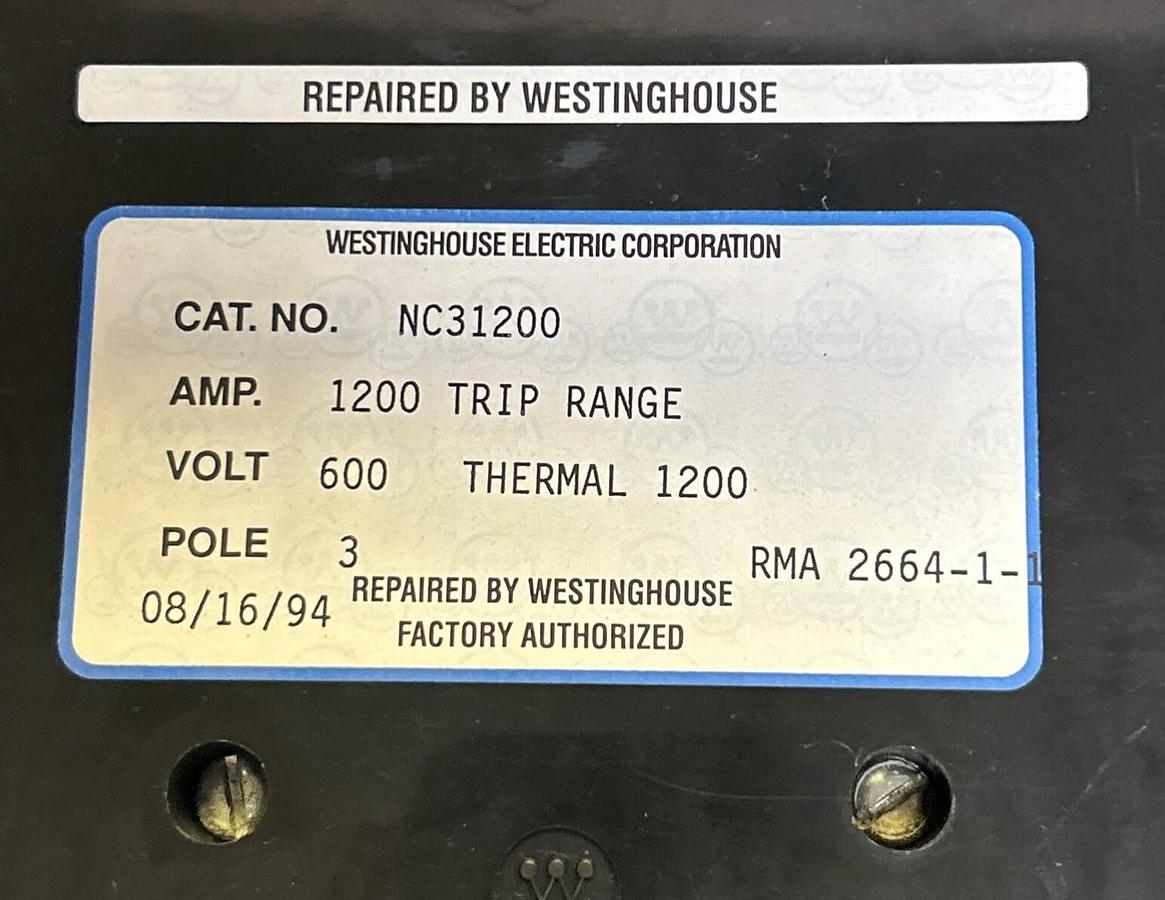 REPAIRED BY WESTINGHOUSE
WESTINGHOUSE ELECTRIC CORPORATION
CAT. NO. NC31200
AMP. 1200 TRIP RANGE
VOLT 600 THERMAL 1200
POLE 3
RMA 2664-1-1
08/16/94 REPAIRED BY WESTINGHOUSE
FACTORY AUTHORIZED